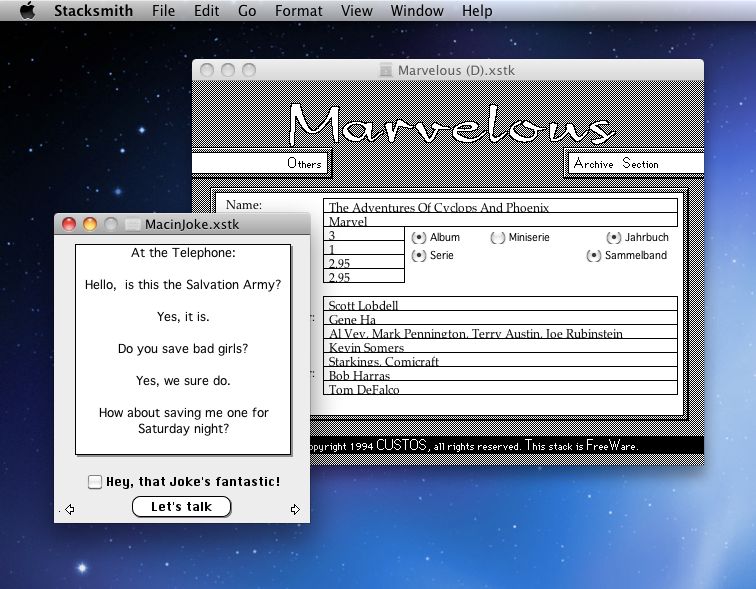 Stacksmith File Edit Go Format View Window Help
Marvelous (D).xstk
Marvelous
Others
Archive Section
Name:
The Adventures Of Cyclops And Phoenix
Marvel
3
1
2.95
2.95
Album Miniserie Jahrbuch
Serie Sammelband
Scott Lobdell
Gene Ha
Al Vey, Mark Pennington, Terry Austin, Joe Rubinstein
Kevin Somers
Starkings, Comicraft
Bob Harras
Tom DeFalco
opyright 1994 CUSTOS, all rights reserved. This stack is FreeWare.
MacinJoke.xstk
At the Telephone:
Hello, is this the Salvation Army?
Yes, it is.
Do you save bad girls?
Yes, we sure do.
How about saving me one for
Saturday night?
Hey, that Joke's fantastic!
Let's talk